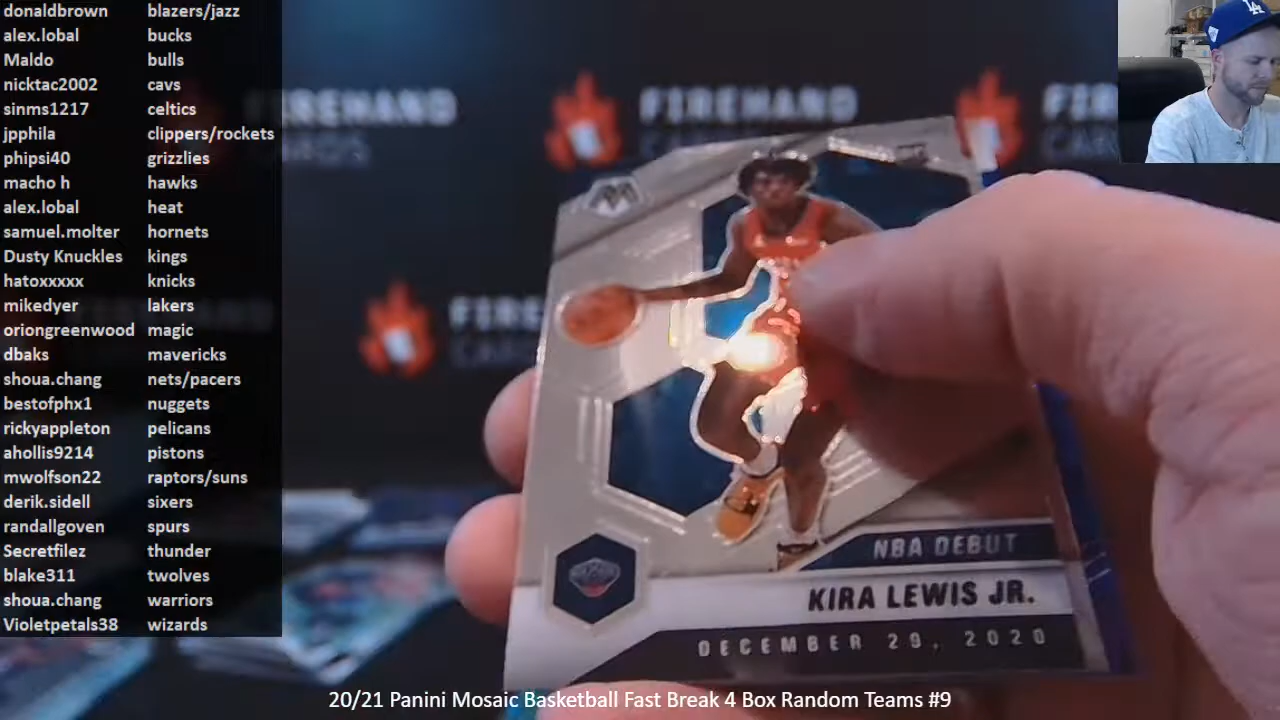 donaldbrown blazers/jazz
alex.lobal bucks
Maldo bulls
nicktac2002 cavs
sinms1217 celtics
jpphila clippers/rockets
phipsi40 grizzlies
macho h hawks
alex.lobal heat
samuel.molter hornets
Dusty Knuckles kings
hatoxxxxx knicks
mikedyer lakers
oriongreenwood magic
dbaks mavericks
shoua.chang nets/pacers
bestofphx1 nuggets
rickyappleton pelicans
ahollis9214 pistons
mwolfson22 raptors/suns
derik.sidell sixers
randallgoven spurs
Secretfilez thunder
blake311 twolves
shoua.chang warriors
Violetpetals38 wizards
FIREHAND
CARDS
FIREHAND
LA
NBA DEBUT
KIRA LEWIS JR.
DECEMBER 29, 2020
20/21 Panini Mosaic Basketball Fast Break 4 Box Random Teams #9